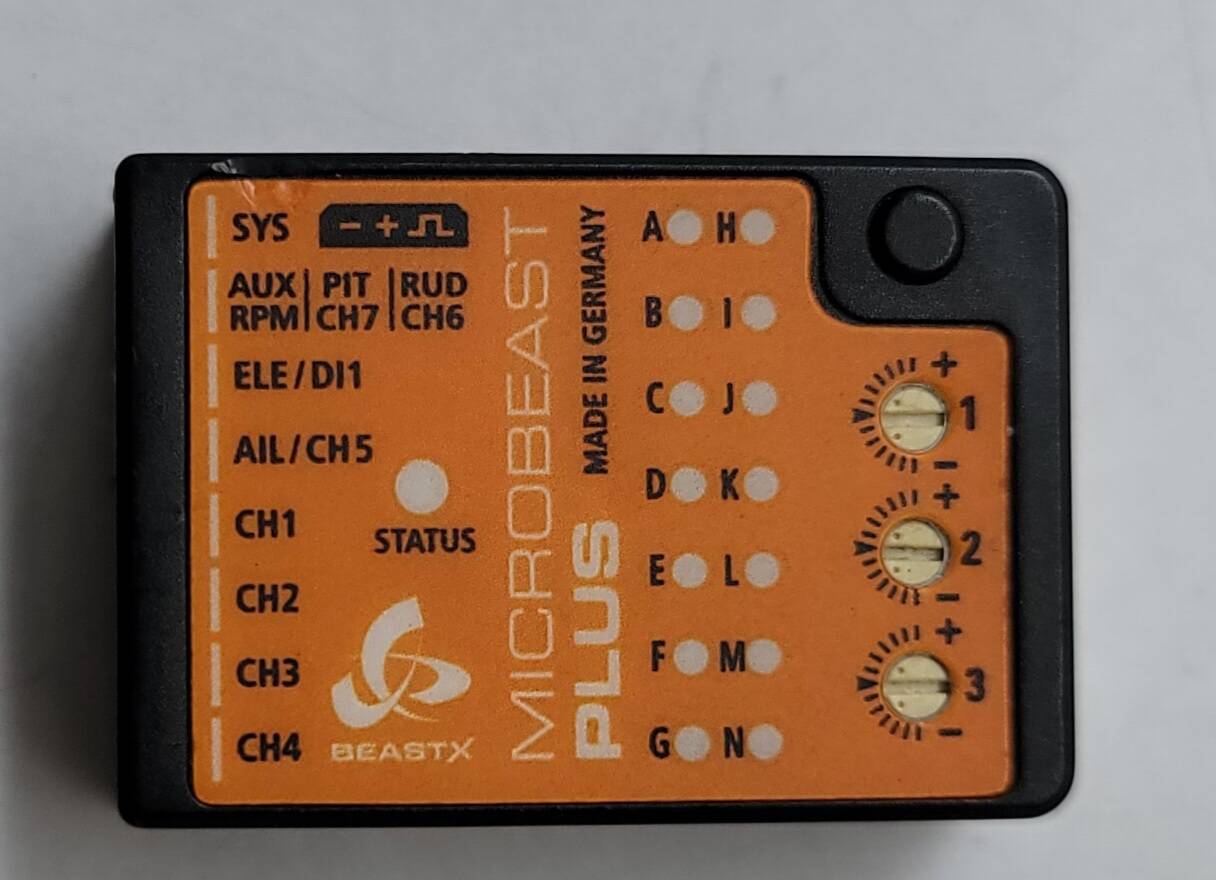 SYS - +
AUX | PIT | RUD
RPM | CH7 | CH6
ELE/DI1
AIL/CH5
CH1
CH2
CH3
CH4
STATUS
BEASTX
MICROBEAST
PLUS
MADE IN GERMANY
A H
B I
C J
D K
E L
F M
G N
+
1
-
+
2
-
+
3
-